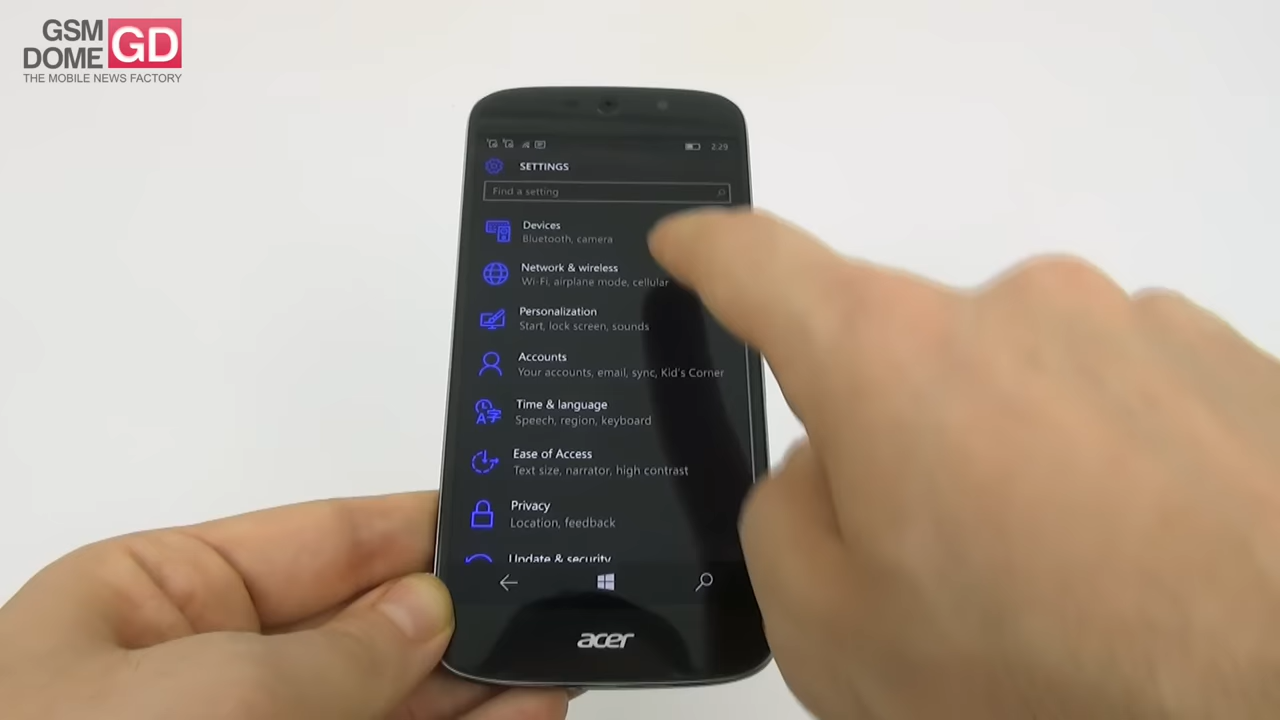 GSM
DOME GD
THE MOBILE NEWS FACTORY
2:29
SETTINGS
Find a setting
Devices
Bluetooth, camera
Network & wireless
Wi-Fi, airplane mode, cellular
Personalization
Start, lock screen, sounds
Accounts
Your accounts, email, sync, Kid's Corner
Time & language
Speech, region, keyboard
Ease of Access
Text size, narrator, high contrast
Privacy
Location, feedback
Update & security
acer